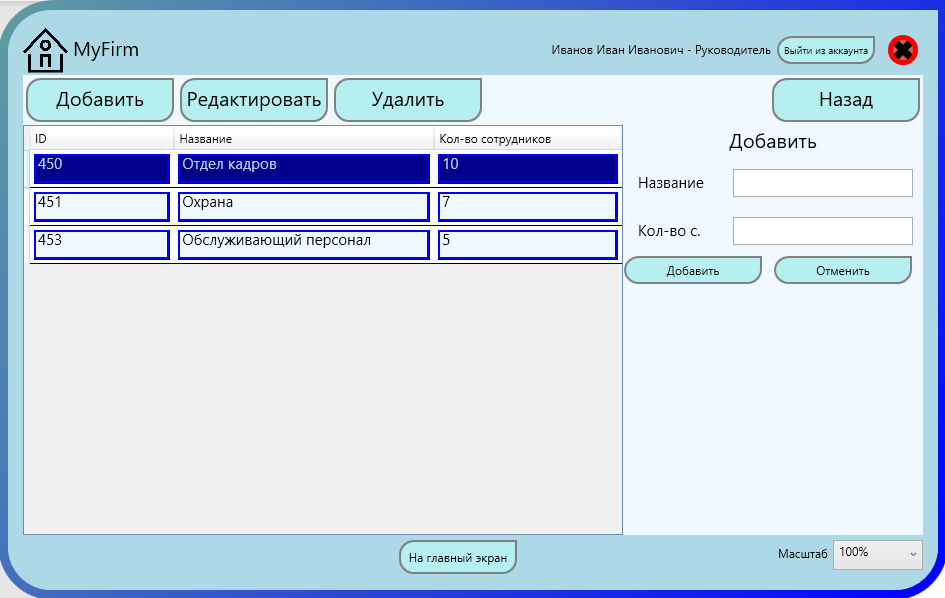 MyFirm
Иванов Иван Иванович - Руководитель
Выйти из аккаунта
Добавить
Редактировать
Удалить
Назад
ID Название Кол-во сотрудников
450 Отдел кадров 10
451 Охрана 7
453 Обслуживающий персонал 5
Добавить
Название
Кол-во с.
Добавить
Отменить
На главный экран
Масштаб 100%